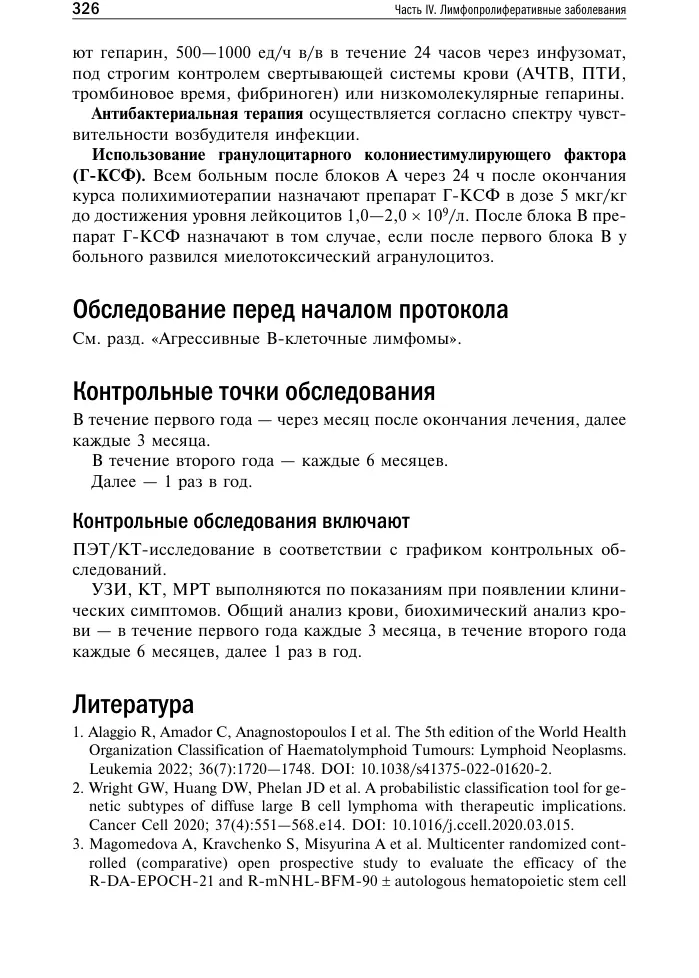 326
Часть IV. Лимфопролиферативные заболевания
ют гепарин, 500—1000 ед/ч в/в в течение 24 часов через инфузомат,
под строгим контролем свертывающей системы крови (АЧТВ, ПТИ,
тромбиновое время, фибриноген) или низкомолекулярные гепарины.
Антибактериальная терапия осуществляется согласно спектру чувст-
вительности возбудителя инфекции.
Использование гранулоцитарного колониестимулирующего фактора
(Г-КСФ). Всем больным после блоков А через 24 ч после окончания
курса полихимиотерапии назначают препарат Г-КСФ в дозе 5 мкг/кг
до достижения уровня лейкоцитов 1,0—2,0 × 10⁹/л. После блока В пре-
парат Г-КСФ назначают в том случае, если после первого блока В у
больного развился миелотоксический агранулоцитоз.
Обследование перед началом протокола
См. разд. «Агрессивные В-клеточные лимфомы».
Контрольные точки обследования
В течение первого года — через месяц после окончания лечения, далее
каждые 3 месяца.
В течение второго года — каждые 6 месяцев.
Далее — 1 раз в год.
Контрольные обследования включают
ПЭТ/КТ-исследование в соответствии с графиком контрольных об-
следований.
УЗИ, КТ, МРТ выполняются по показаниям при появлении клини-
ческих симптомов. Общий анализ крови, биохимический анализ кро-
ви — в течение первого года каждые 3 месяца, в течение второго года
каждые 6 месяцев, далее 1 раз в год.
Литература
1. Alaggio R, Amador C, Anagnostopoulos I et al. The 5th edition of the World Health
Organization Classification of Haematolymphoid Tumours: Lymphoid Neoplasms.
Leukemia 2022; 36(7):1720—1748. DOI: 10.1038/s41375-022-01620-2.
2. Wright GW, Huang DW, Phelan JD et al. A probabilistic classification tool for ge-
netic subtypes of diffuse large B cell lymphoma with therapeutic implications.
Cancer Cell 2020; 37(4):551—568.e14. DOI: 10.1016/j.ccell.2020.03.015.
3. Magomedova A, Kravchenko S, Misyurina A et al. Multicenter randomized cont-
rolled (comparative) open prospective study to evaluate the efficacy of the
R-DA-EPOCH-21 and R-mNHL-BFM-90 ± autologous hematopoietic stem cell